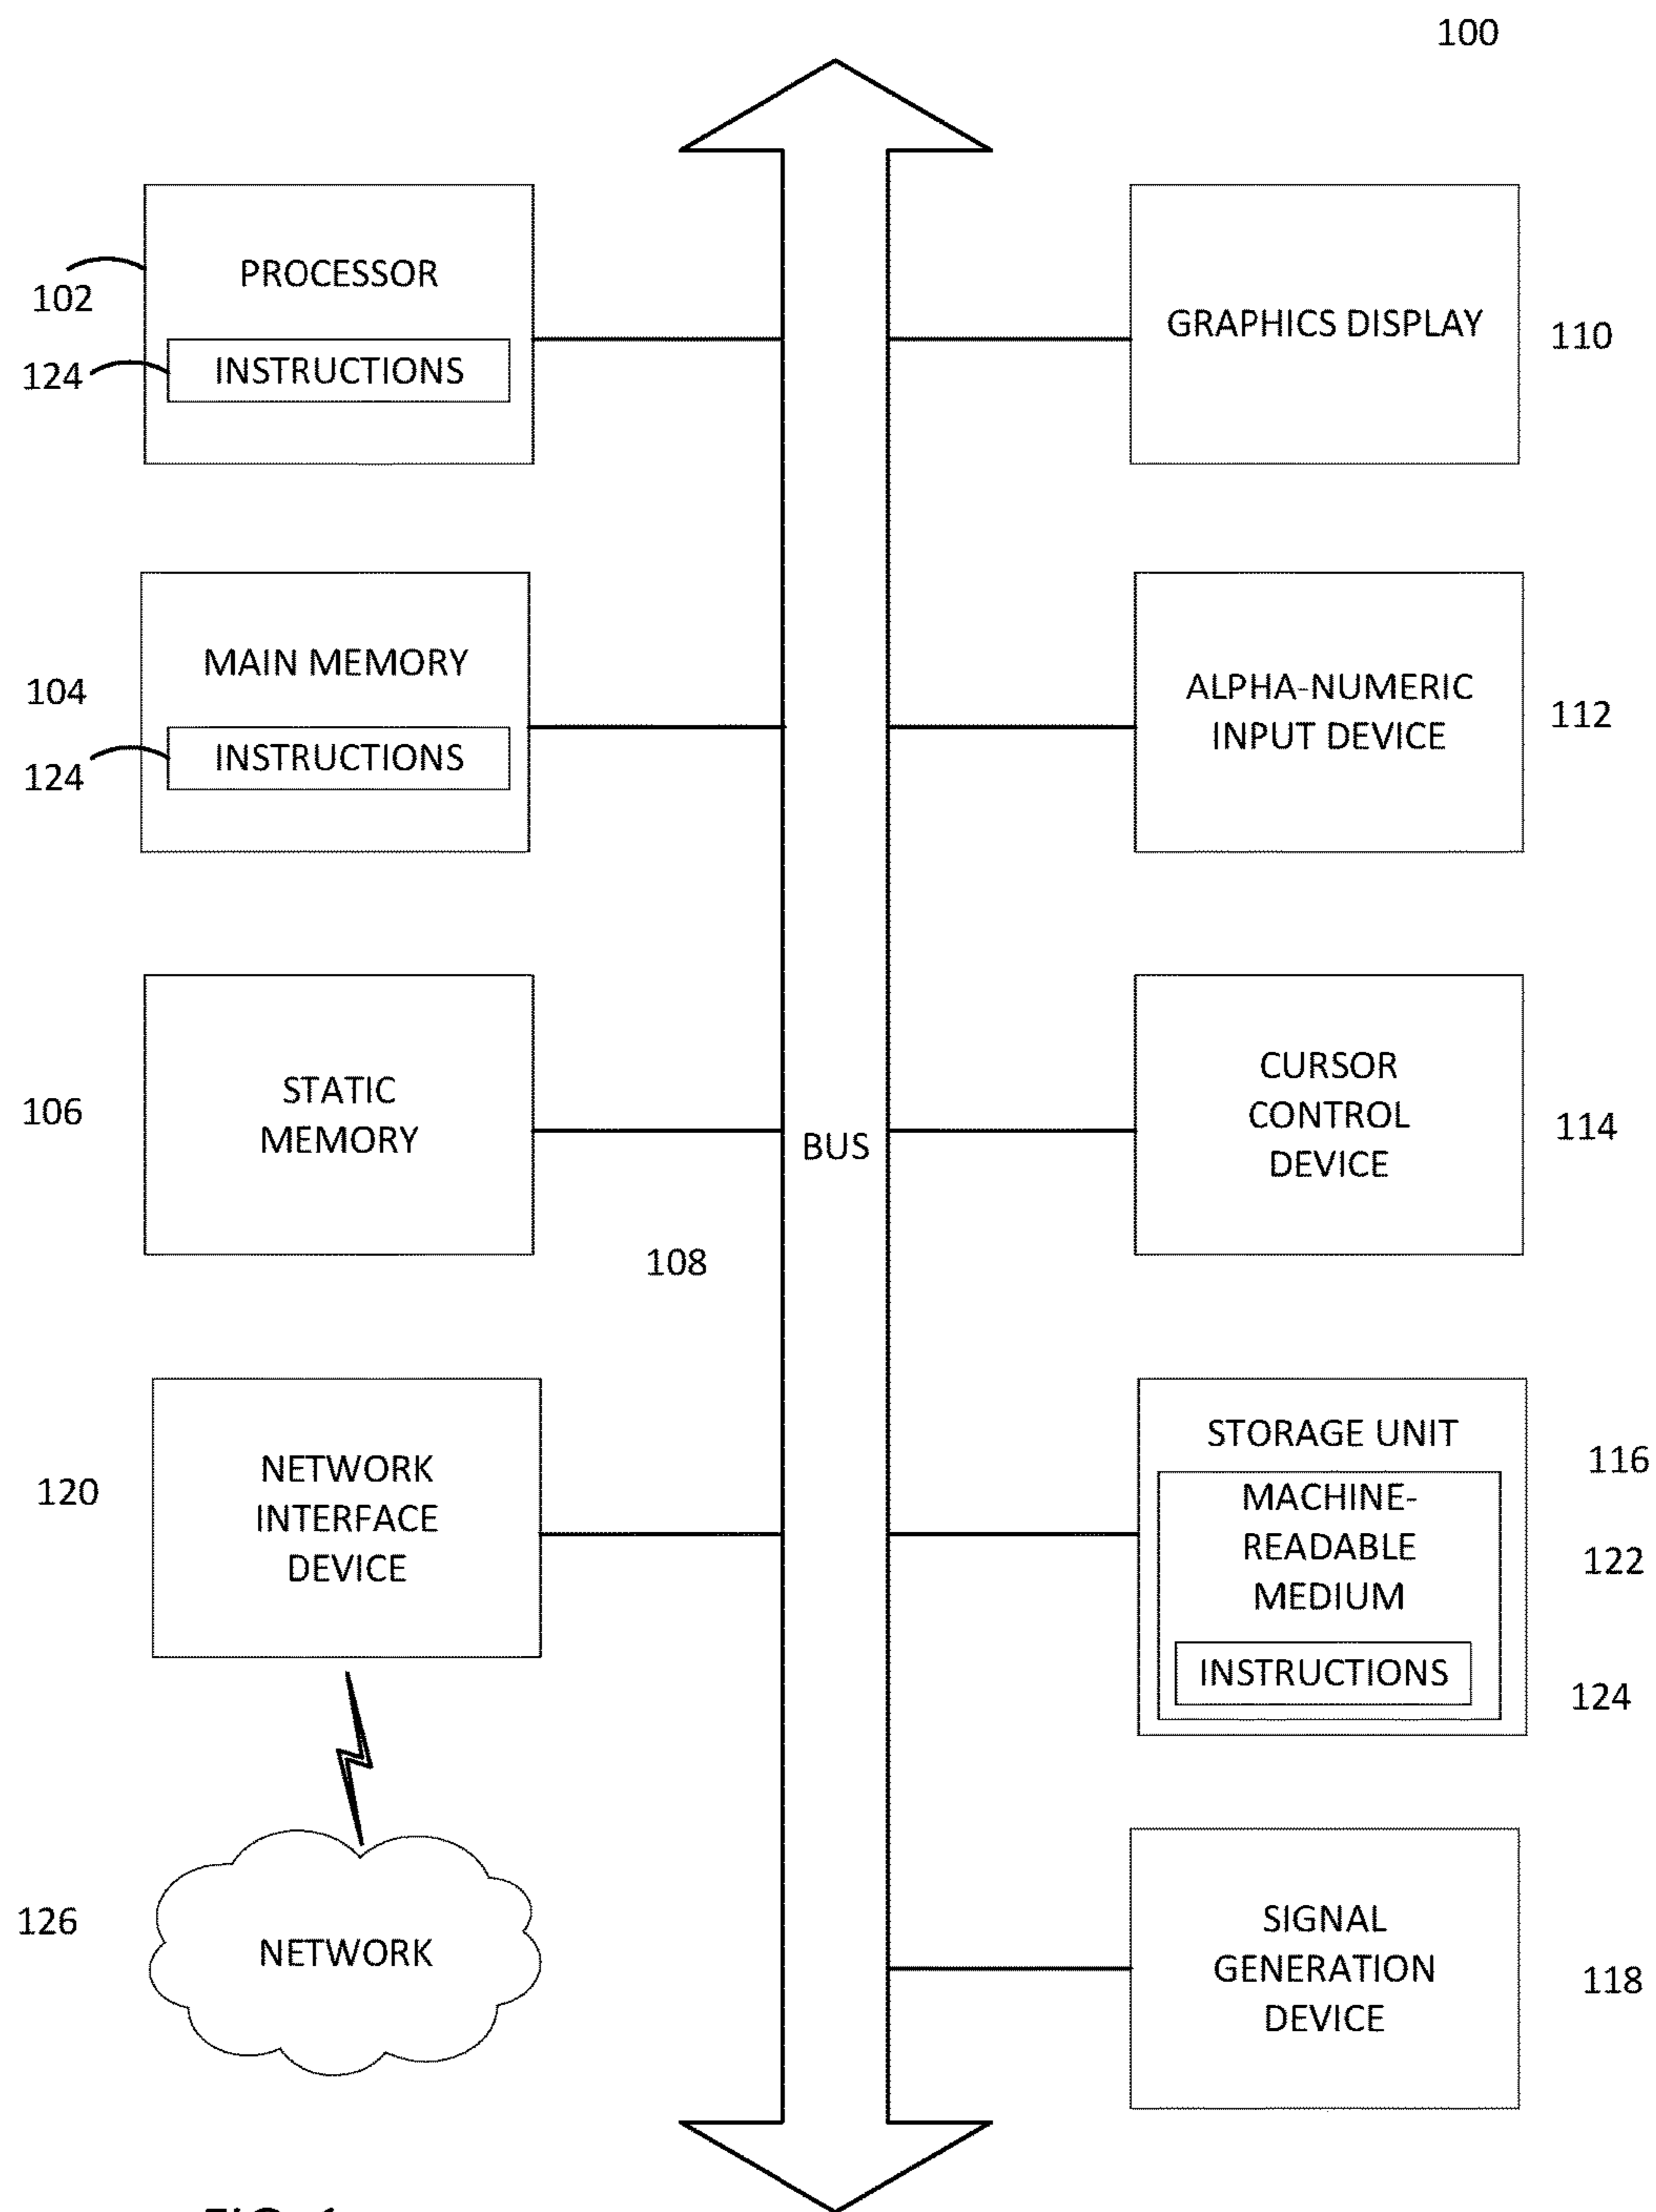 100
PROCESSOR
102
124
INSTRUCTIONS
GRAPHICS DISPLAY
110
MAIN MEMORY
104
124
INSTRUCTIONS
ALPHA-NUMERIC
INPUT DEVICE
112
STATIC
MEMORY
106
BUS
108
CURSOR
CONTROL
DEVICE
114
NETWORK
INTERFACE
DEVICE
120
STORAGE UNIT
116
MACHINE-
READABLE
MEDIUM
122
INSTRUCTIONS
124
NETWORK
126
SIGNAL
GENERATION
DEVICE
118